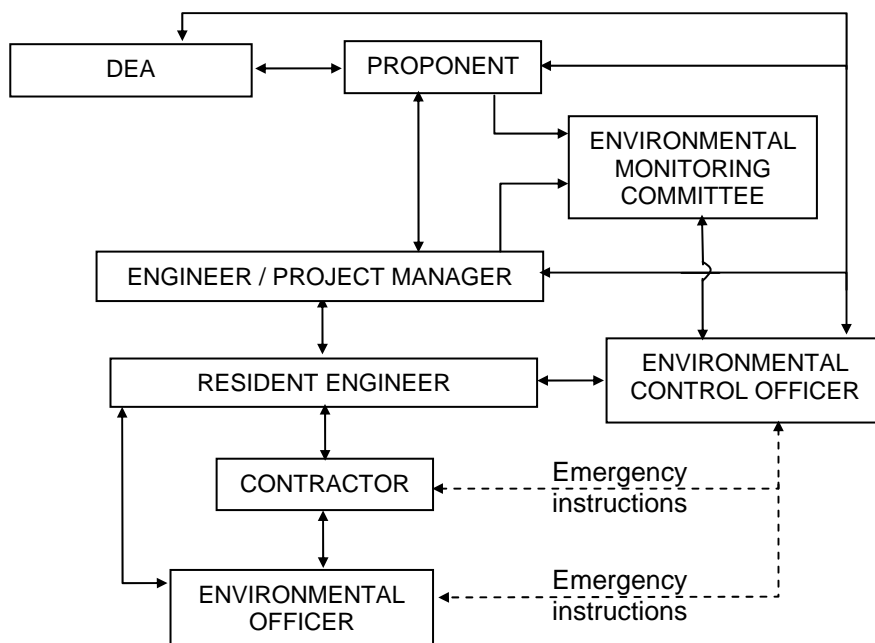 DEA
PROPONENT
ENVIRONMENTAL
MONITORING
COMMITTEE
ENGINEER / PROJECT MANAGER
RESIDENT ENGINEER
ENVIRONMENTAL
CONTROL OFFICER
CONTRACTOR
Emergency
instructions
ENVIRONMENTAL
OFFICER
Emergency
instructions